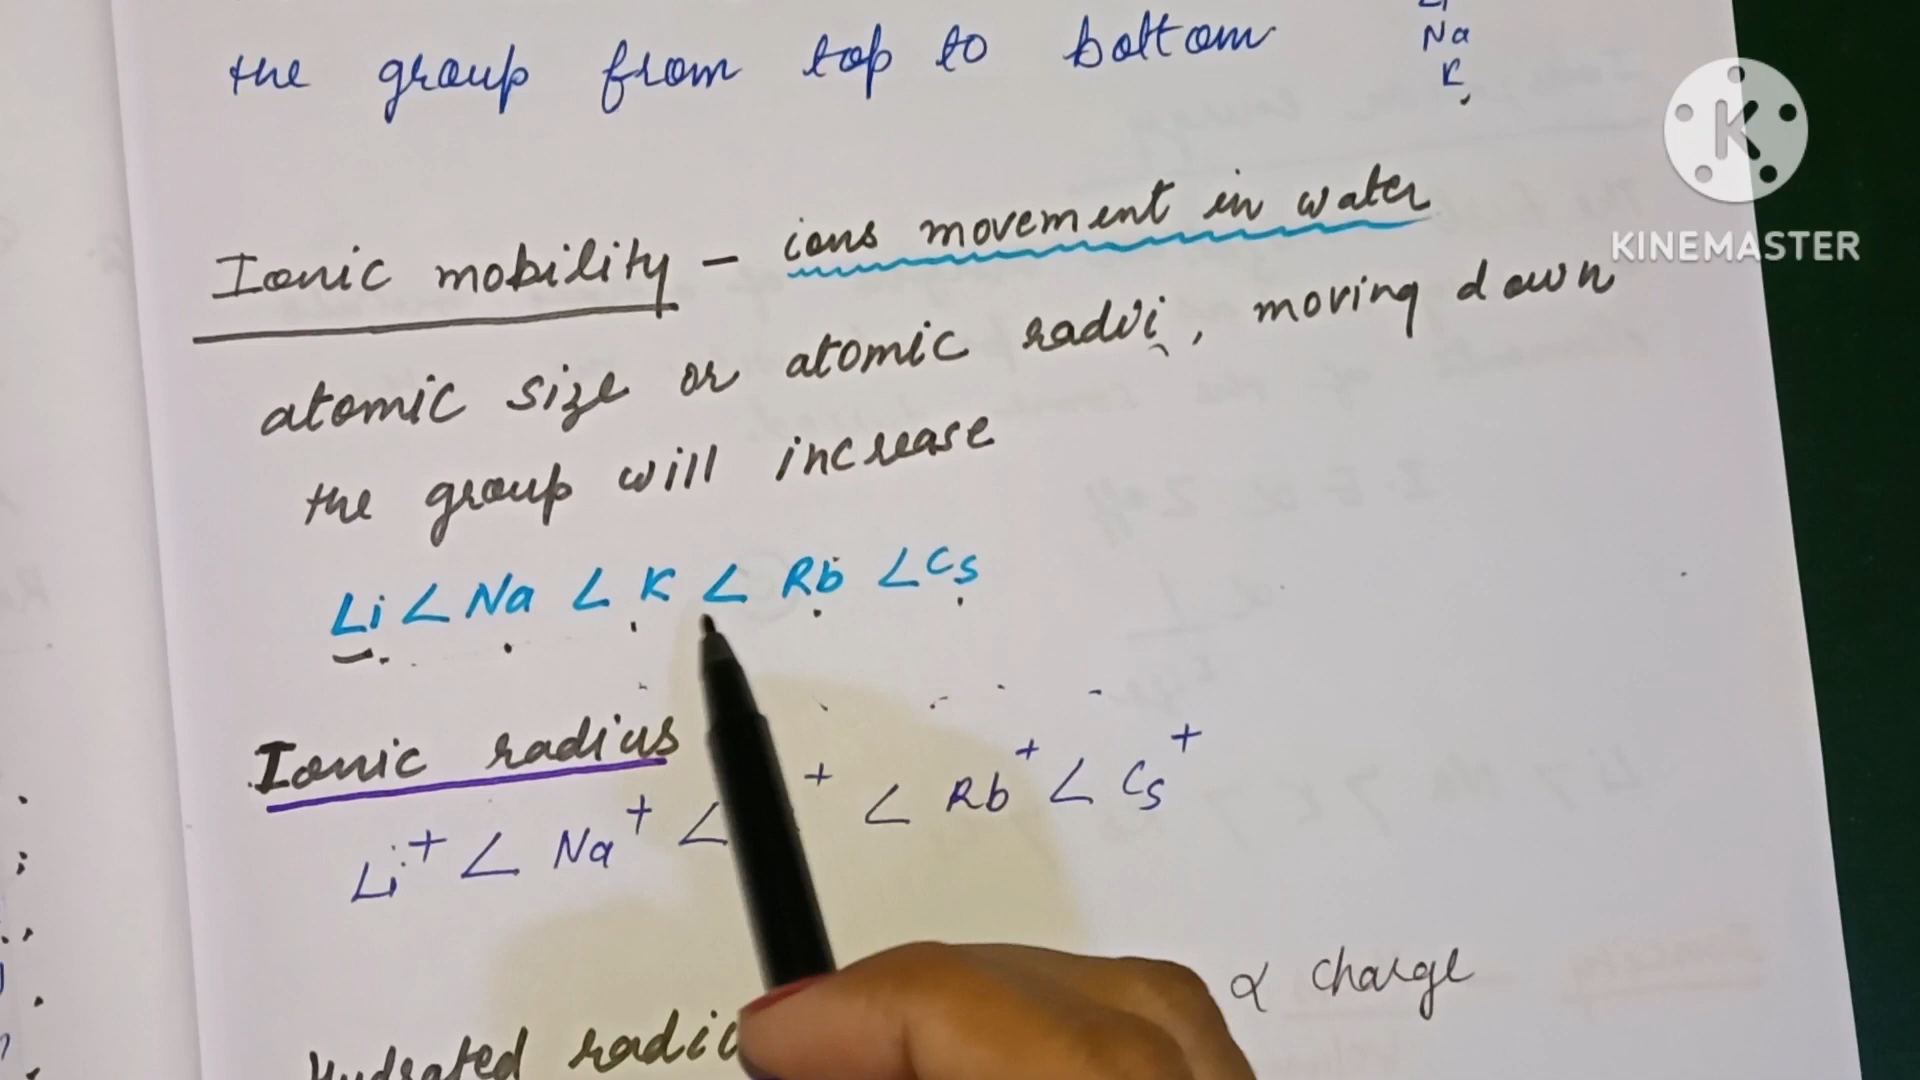 Na
the group from top to bottom
K
KINEMASTER
Ionic mobility - ions movement in water
atomic size or atomic radii, moving down
the group will increase
Li < Na < K < Rb < Cs
Ionic radius
Li⁺ < Na⁺ < ⁺ < Rb⁺ < Cs⁺
∝ charge
Hydrated